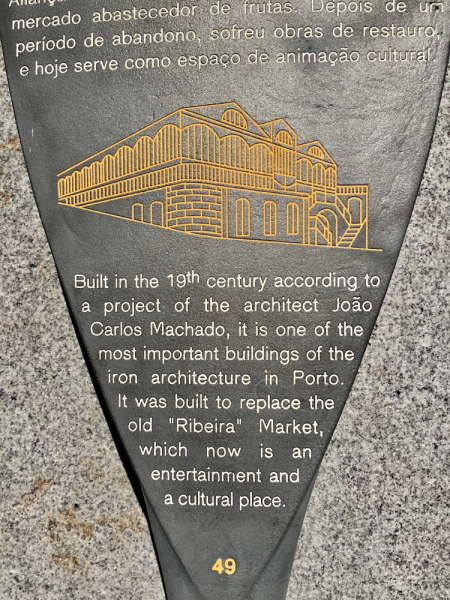 Aliança
mercado abastecedor de frutas. Depois de um
período de abandono, sofreu obras de restauro,
e hoje serve como espaço de animação cultural
Built in the 19th century according to
a project of the architect João
Carlos Machado, it is one of the
most important buildings of the
iron architecture in Porto.
It was built to replace the
old "Ribeira" Market,
which now is an
entertainment and
a cultural place.
49